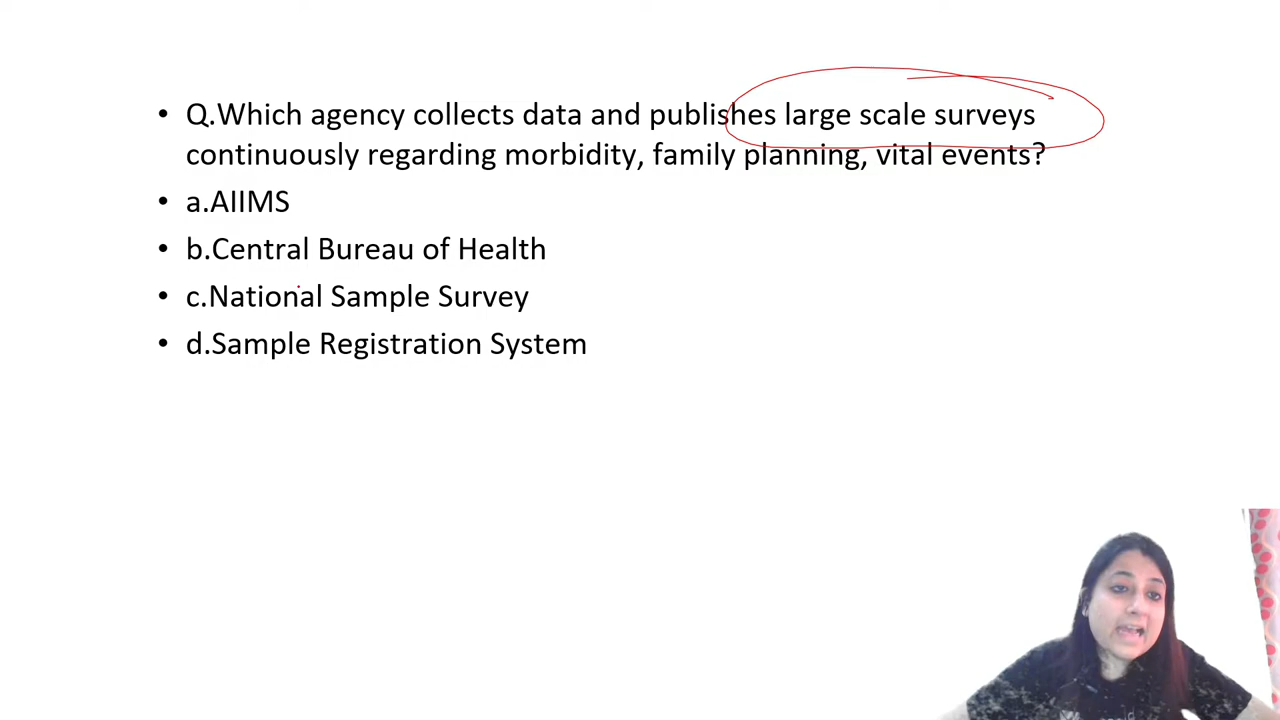 • Q.Which agency collects data and publishes large scale surveys
continuously regarding morbidity, family planning, vital events?
• a.AIIMS
• b.Central Bureau of Health
• c.National Sample Survey
• d.Sample Registration System